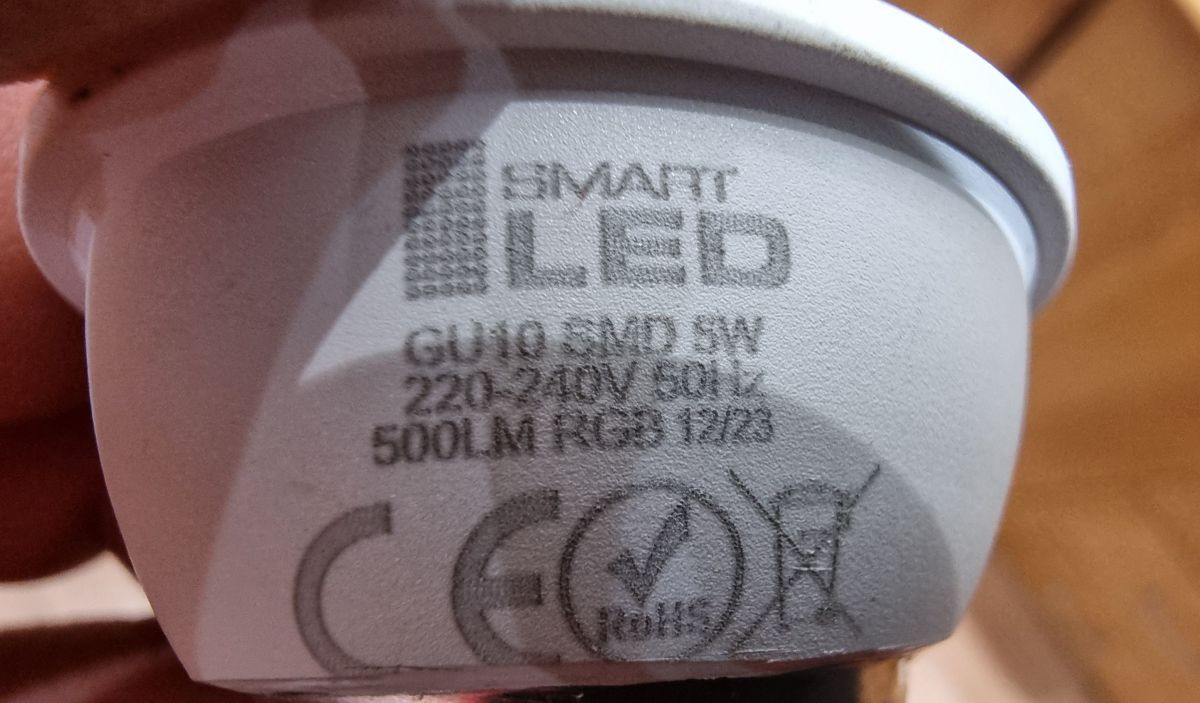 SMART
LED
GU10 SMD 5W
220-240V 50Hz
500LM RGB 12/23
CE RoHS